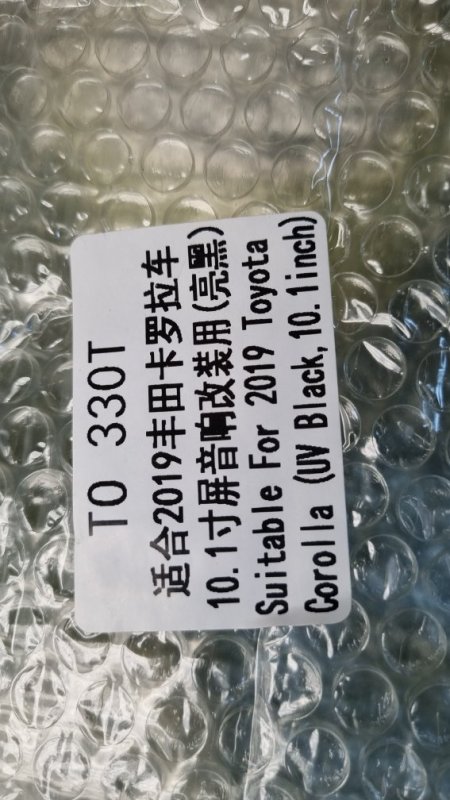 TO 330T
适合2019丰田卡罗拉车
10.1寸屏音响改装用(亮黑)
Suitable For 2019 Toyota
Corolla (UV Black,10.1inch)